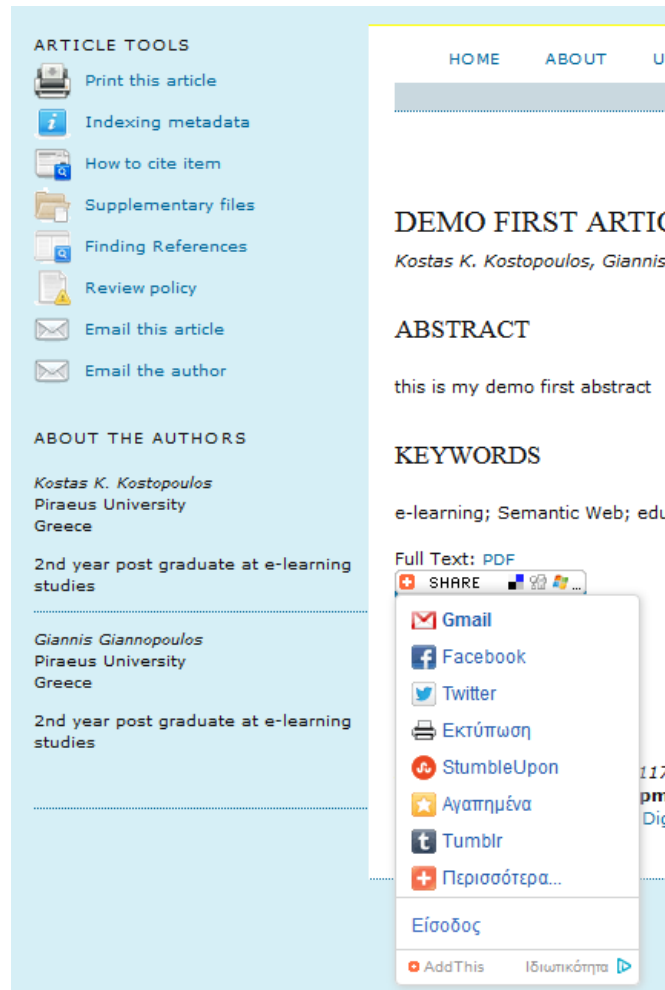 ARTICLE TOOLS
Print this article
Indexing metadata
How to cite item
Supplementary files
Finding References
Review policy
Email this article
Email the author
ABOUT THE AUTHORS
Kostas K. Kostopoulos
Piraeus University
Greece
2nd year post graduate at e-learning
studies
Giannis Giannopoulos
Piraeus University
Greece
2nd year post graduate at e-learning
studies
HOME ABOUT U
DEMO FIRST ARTIC
Kostas K. Kostopoulos, Giannis
ABSTRACT
this is my demo first abstract
KEYWORDS
e-learning; Semantic Web; edu
Full Text: PDF
SHARE ...
Gmail
Facebook
Twitter
Εκτύπωση
StumbleUpon
Αγαπημένα
Tumblr
Περισσότερα...
Είσοδος
AddThis Ιδιωτικότητα
117
pm
Dig